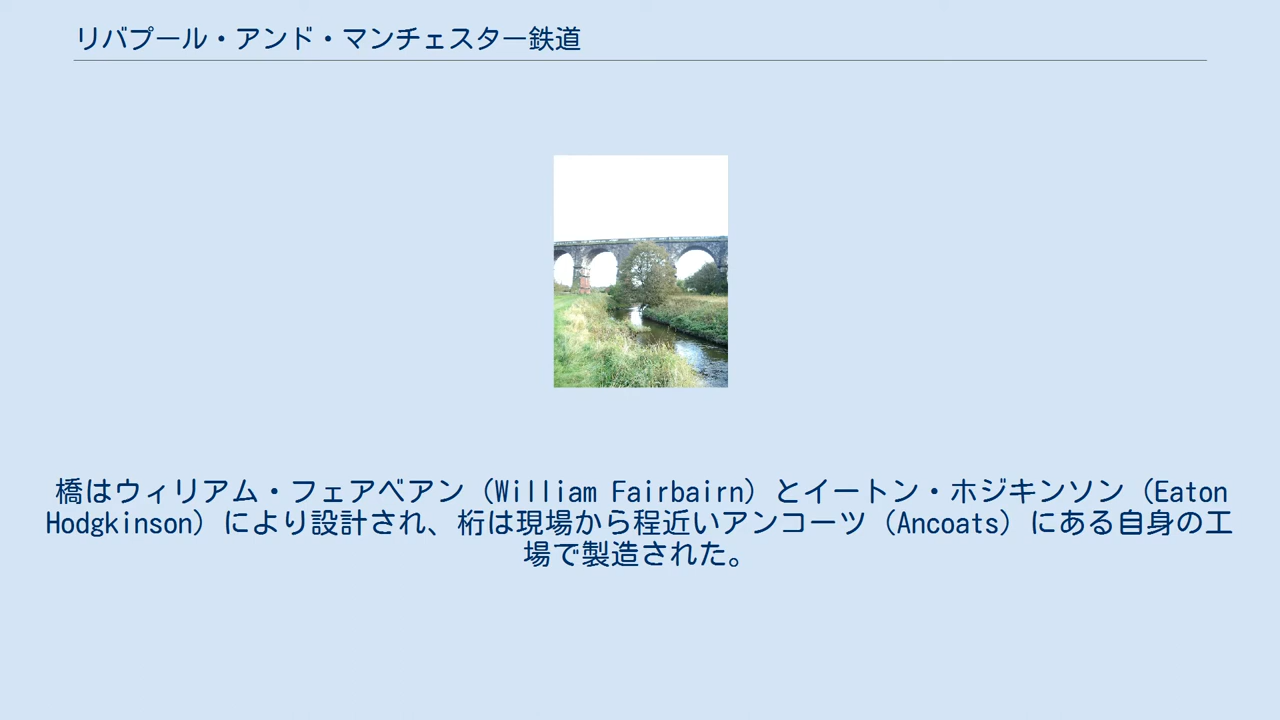 リバプール・アンド・マンチェスター鉄道
橋はウィリアム・フェアベアン（William Fairbairn）とイートン・ホジキンソン（Eaton
Hodgkinson）により設計され、桁は現場から程近いアンコーツ（Ancoats）にある自身の工
場で製造された。